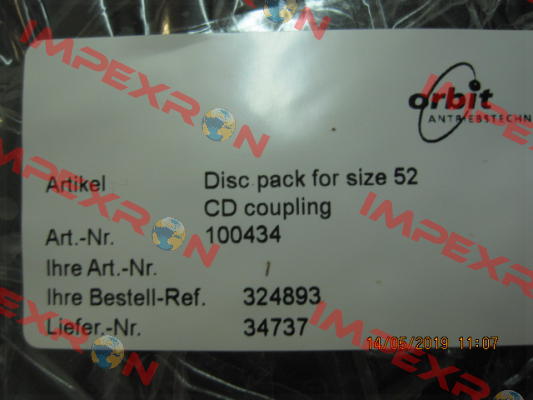 IMPEXRON
orbit
ANTRIEBSTECHN
Artikel Disc pack for size 52
CD coupling
Art.-Nr. 100434
Ihre Art.-Nr.
Ihre Bestell-Ref. 324893
Liefer.-Nr. 34737
14/05/2019 11:07
IMPEXRON
IMPEXRON
IMPEXRON
IMPEXRON